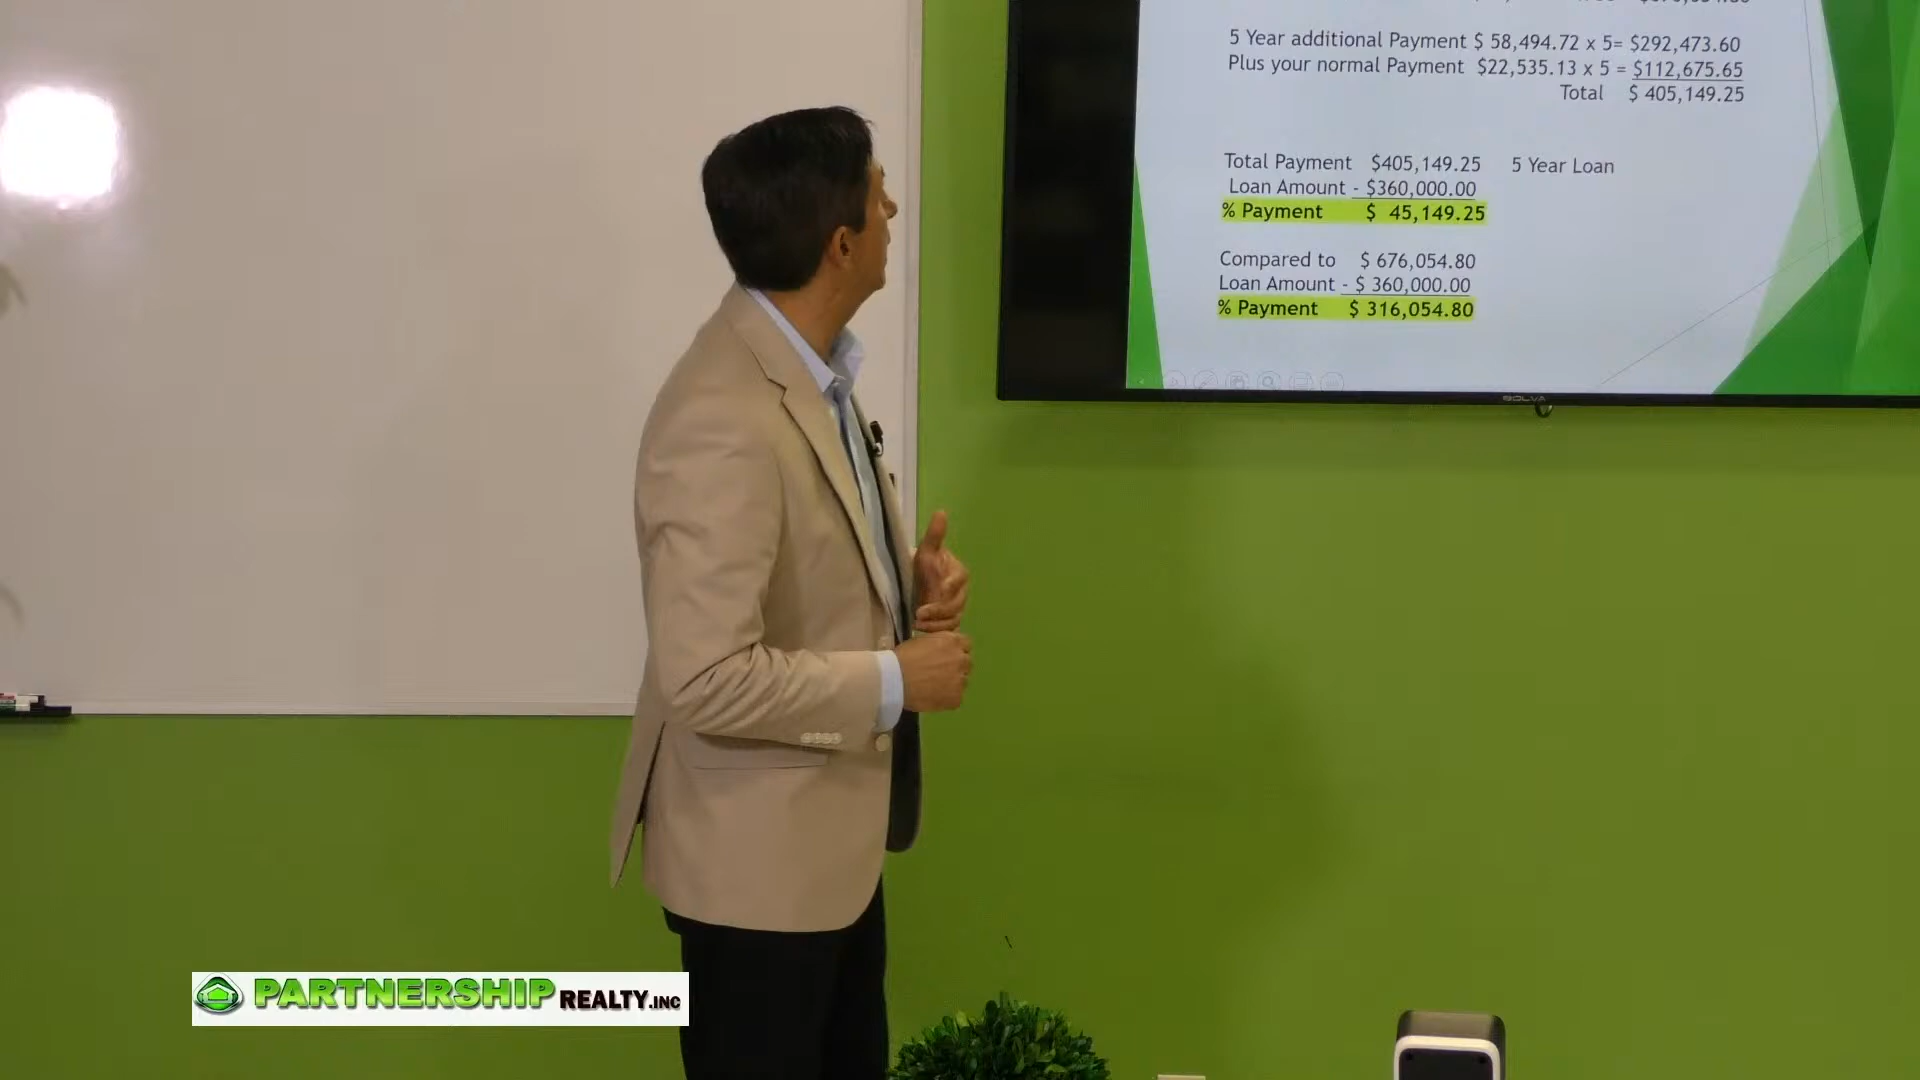 5 Year additional Payment $ 58,494.72 x 5= $292,473.60
Plus your normal Payment $22,535.13 x 5 = $112,675.65
Total $ 405,149.25
Total Payment $405,149.25 5 Year Loan
Loan Amount - $360,000.00
% Payment $ 45,149.25
Compared to $ 676,054.80
Loan Amount - $ 360,000.00
% Payment $ 316,054.80
BOLVA
PARTNERSHIP REALTY.INC